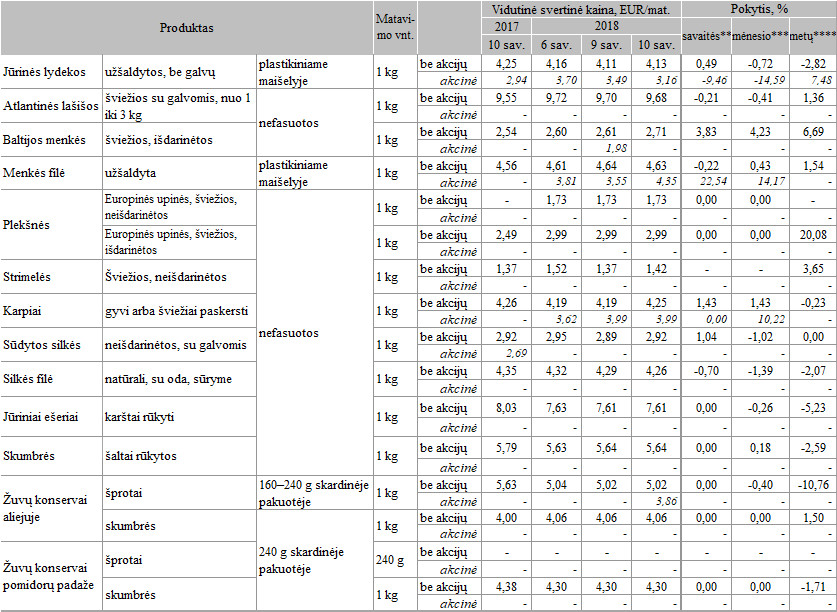 Produktas Matavi- Vidutinė svertinė kaina, EUR/mat. Pokytis, %
mo vnt. 2017 2018 savaitės** mėnesio*** metų****
10 sav. 6 sav. 9 sav. 10 sav.
Jūrinės lydekos užšaldytos, be galvų plastikiniame maišelyje 1 kg be akcijų 4,25 4,16 4,11 4,13 0,49 -0,72 -2,82
akcinė 2,94 3,70 3,49 3,16 -9,46 -14,59 7,48
Atlantinės lašišos šviežios su galvomis, nuo 1 iki 3 kg nefasuotos 1 kg be akcijų 9,55 9,72 9,70 9,68 -0,21 -0,41 1,36
akcinė - - - - - - -
Baltijos menkės šviežios, išdarinėtos 1 kg be akcijų 2,54 2,60 2,61 2,71 3,83 4,23 6,69
akcinė - - 1,98 - - - -
Menkės filė užšaldyta plastikiniame maišelyje 1 kg be akcijų 4,56 4,61 4,64 4,63 -0,22 0,43 1,54
akcinė - 3,81 3,55 4,35 22,54 14,17 -
Plekšnės Europinės upinės, šviežios, neišdarinėtos nefasuotos 1 kg be akcijų - 1,73 1,73 1,73 0,00 0,00 -
akcinė - - - - - - -
Europinės upinės, šviežios, išdarinėtos 1 kg be akcijų 2,49 2,99 2,99 2,99 0,00 0,00 20,08
akcinė - - - - - - -
Strimelės Šviežios, neišdarinėtos 1 kg be akcijų 1,37 1,52 1,37 1,42 - - 3,65
akcinė - - - - - - -
Karpiai gyvi arba šviežiai paskersti 1 kg be akcijų 4,26 4,19 4,19 4,25 1,43 1,43 -0,23
akcinė - 3,62 3,99 3,99 0,00 10,22 -
Sūdytos silkės neišdarinėtos, su galvomis 1 kg be akcijų 2,92 2,95 2,89 2,92 1,04 -1,02 0,00
akcinė 2,69 - - - - - -
Silkės filė natūrali, su oda, sūryme 1 kg be akcijų 4,35 4,32 4,29 4,26 -0,70 -1,39 -2,07
akcinė - - - - - - -
Jūriniai ešeriai karštai rūkyti 1 kg be akcijų 8,03 7,63 7,61 7,61 0,00 -0,26 -5,23
akcinė - - - - - - -
Skumbrės šaltai rūkytos 1 kg be akcijų 5,79 5,63 5,64 5,64 0,00 0,18 -2,59
akcinė - - - - - - -
Žuvų konservai aliejuje šprotai 160–240 g skardinėje pakuotėje 1 kg be akcijų 5,63 5,04 5,02 5,02 0,00 -0,40 -10,76
akcinė - - - 3,86 - - -
skumbrės 240 g skardinėje pakuotėje 1 kg be akcijų 4,00 4,06 4,06 4,06 0,00 0,00 1,50
akcinė - - - - - - -
Žuvų konservai pomidorų padaže šprotai 240 g be akcijų - - - - - - -
akcinė - - - - - - -
skumbrės 1 kg be akcijų 4,38 4,30 4,30 4,30 0,00 0,00 -1,71
akcinė - - - - - - -